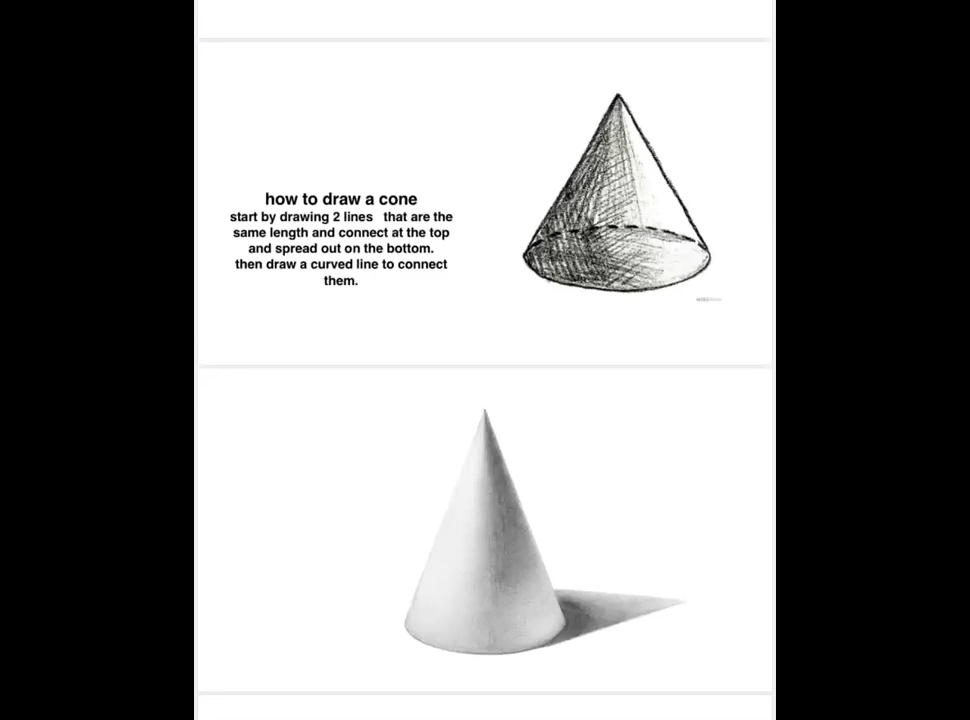 how to draw a cone
start by drawing 2 lines   that are the
same length and connect at the top
and spread out on the bottom.
then draw a curved line to connect
them.